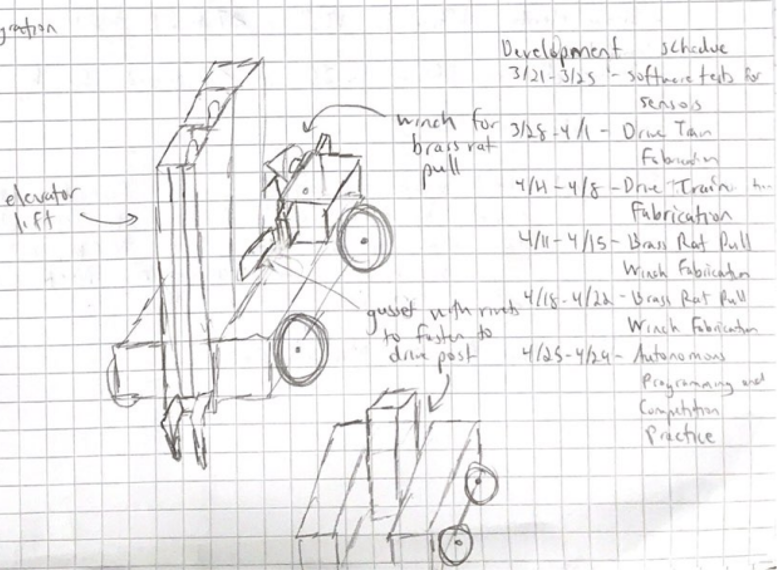 gration
elevator
lift
winch for
brass rat
pull
gusset with rivets
to fasten to
drive post
Development schedue
3/21-3/25 - software tests for
sensors
3/28-4/1 - Drive Train
Fabrication
4/4-4/8 - Drive Train
Fabrication
4/11-4/15 - Brass Rat Pull
Winch Fabrication
4/18-4/22 - Brass Rat Pull
Winch Fabrication
4/25-4/29 - Autonomous
Programming and
Competition
Practice